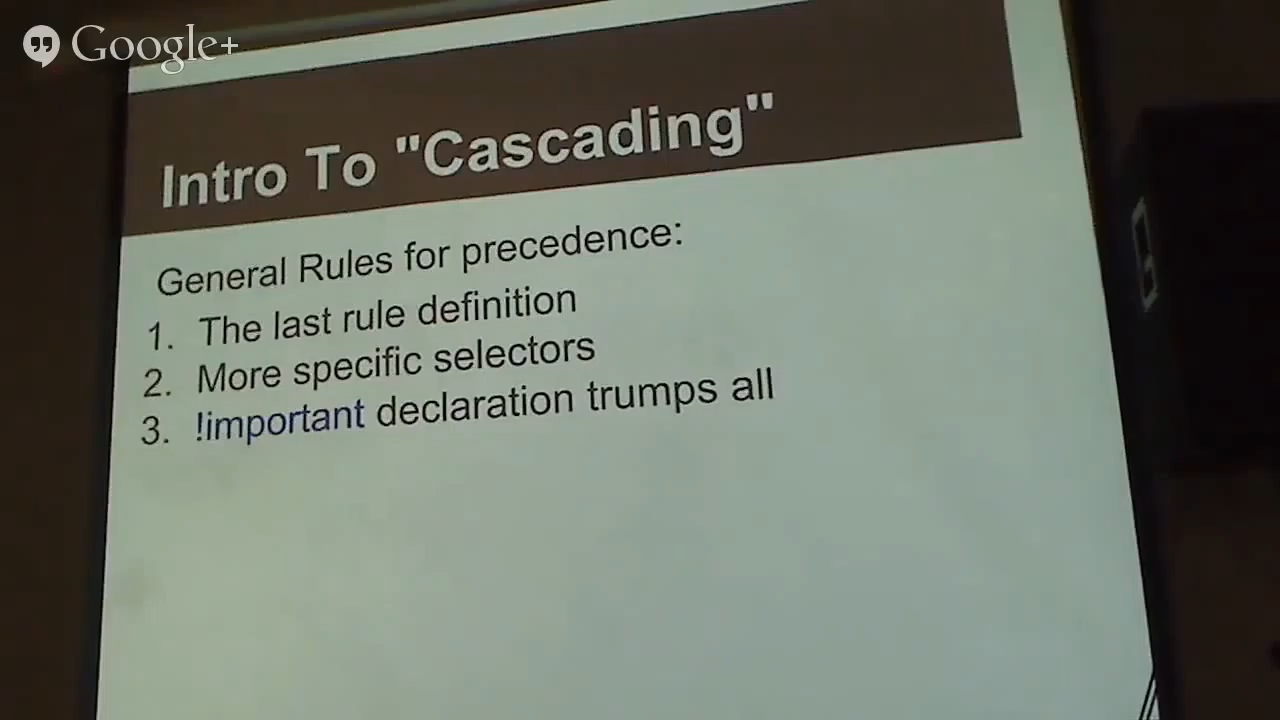 Google+
Intro To "Cascading"
General Rules for precedence:
1. The last rule definition
2. More specific selectors
3. !important declaration trumps all